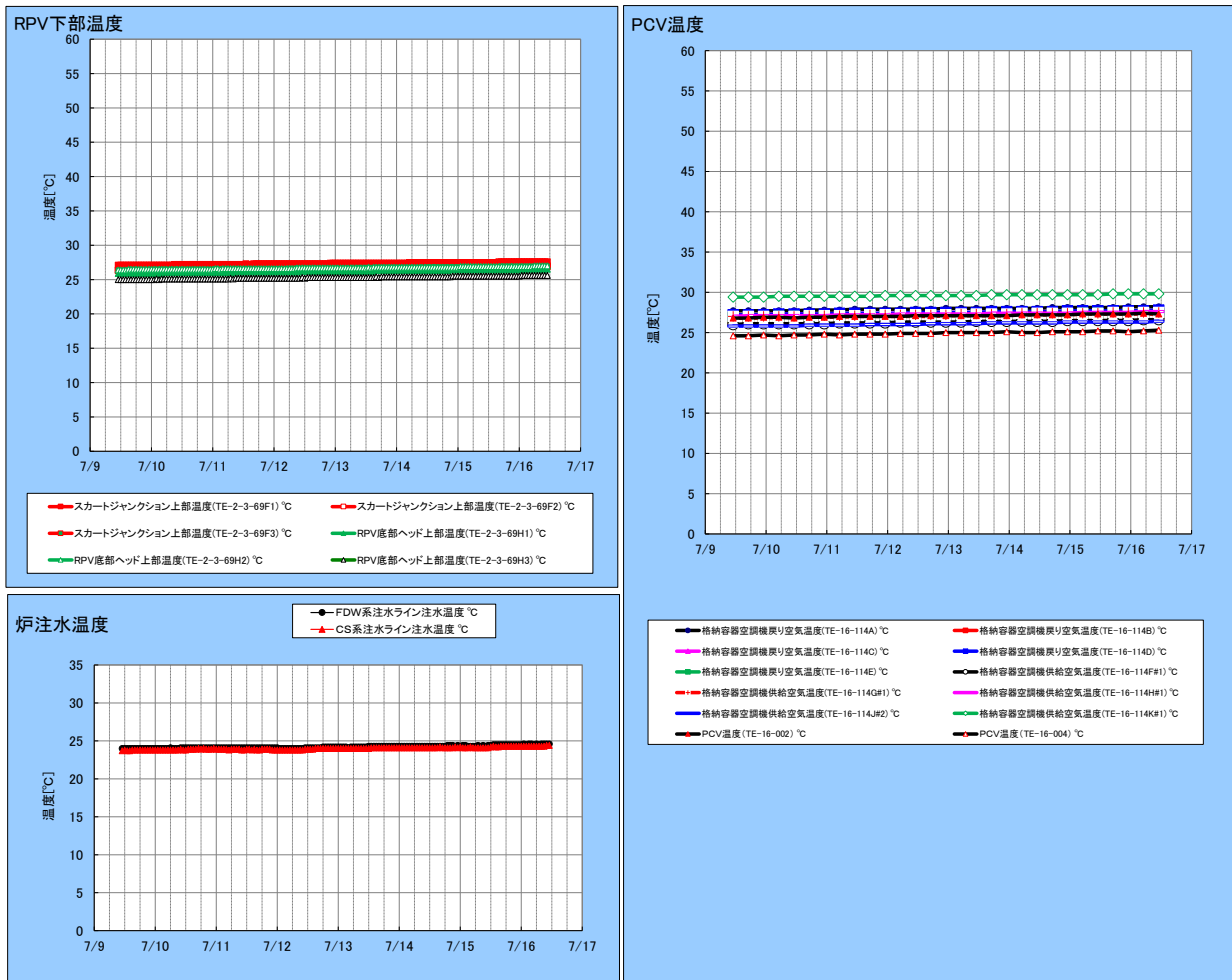 RPV下部温度
60
55
50
45
40
35
30
25
20
15
10
5
0
温度[℃]
7/9 7/10 7/11 7/12 7/13 7/14 7/15 7/16 7/17
スカートジャンクション上部温度(TE-2-3-69F1) ℃ スカートジャンクション上部温度(TE-2-3-69F2) ℃
スカートジャンクション上部温度(TE-2-3-69F3) ℃ RPV底部ヘッド上部温度(TE-2-3-69H1) ℃
RPV底部ヘッド上部温度(TE-2-3-69H2) ℃ RPV底部ヘッド上部温度(TE-2-3-69H3) ℃
炉注水温度
FDW系注水ライン注水温度 ℃
CS系注水ライン注水温度 ℃
35
30
25
20
15
10
5
0
温度[℃]
7/9 7/10 7/11 7/12 7/13 7/14 7/15 7/16 7/17
PCV温度
60
55
50
45
40
35
30
25
20
15
10
5
0
温度[℃]
7/9 7/10 7/11 7/12 7/13 7/14 7/15 7/16 7/17
格納容器空調機戻り空気温度(TE-16-114A) ℃ 格納容器空調機戻り空気温度(TE-16-114B) ℃
格納容器空調機戻り空気温度(TE-16-114C) ℃ 格納容器空調機戻り空気温度(TE-16-114D) ℃
格納容器空調機戻り空気温度(TE-16-114E) ℃ 格納容器空調機供給空気温度(TE-16-114F#1) ℃
格納容器空調機供給空気温度(TE-16-114G#1) ℃ 格納容器空調機供給空気温度(TE-16-114H#1) ℃
格納容器空調機供給空気温度(TE-16-114J#2) ℃ 格納容器空調機供給空気温度(TE-16-114K#1) ℃
PCV温度(TE-16-002) ℃ PCV温度(TE-16-004) ℃